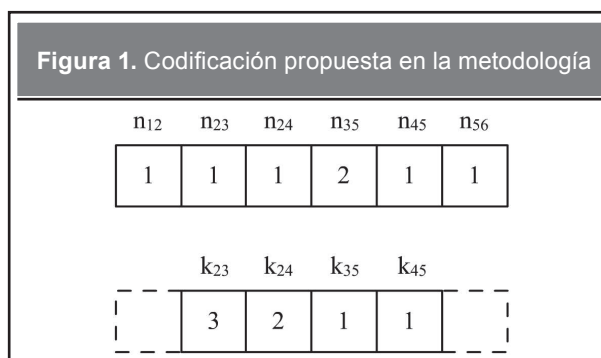 Figura 1. Codificación propuesta en la metodología
n12 n23 n24 n35 n45 n56
1 1 1 2 1 1
k23 k24 k35 k45
3 2 1 1